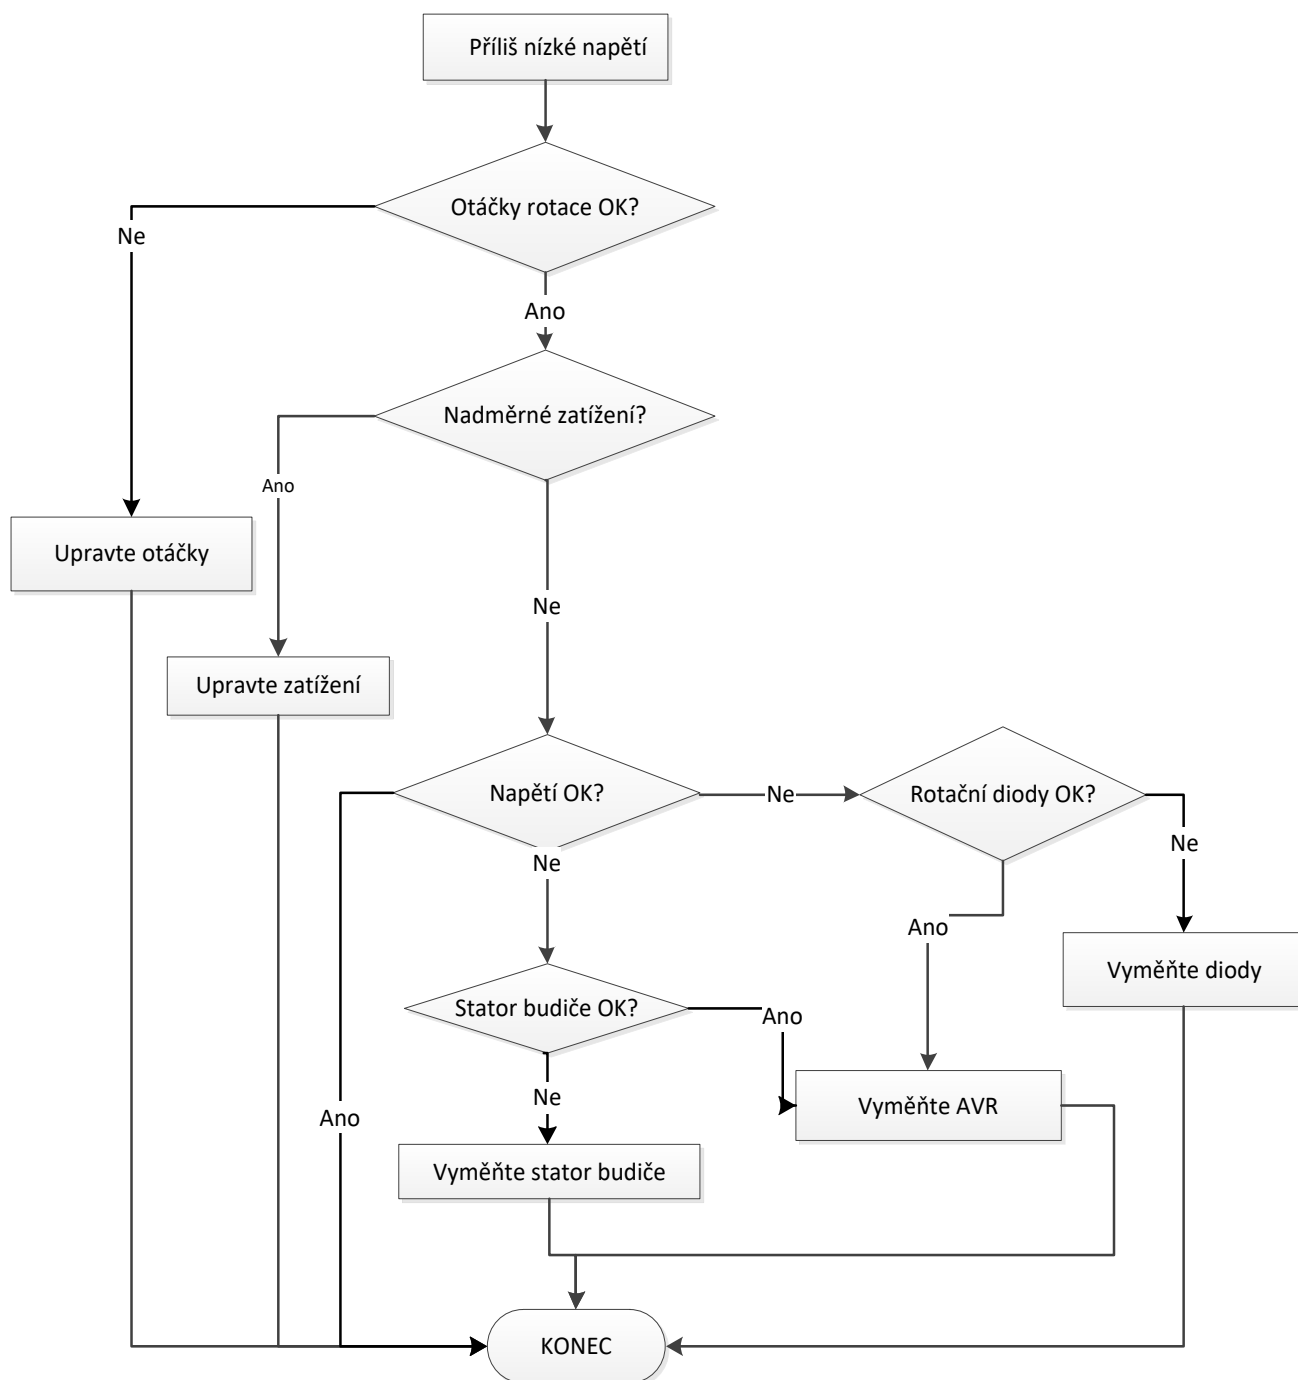 Příliš nízké napětí
Otáčky rotace OK?
Ne
Ano
Nadměrné zatížení?
Ano
Upravte otáčky
Ne
Upravte zatížení
Napětí OK?
Ne
Rotační diody OK?
Ne
Ne
Ano
Vyměňte diody
Stator budiče OK?
Ano
Ne
Vyměňte AVR
Ano
Vyměňte stator budiče
KONEC